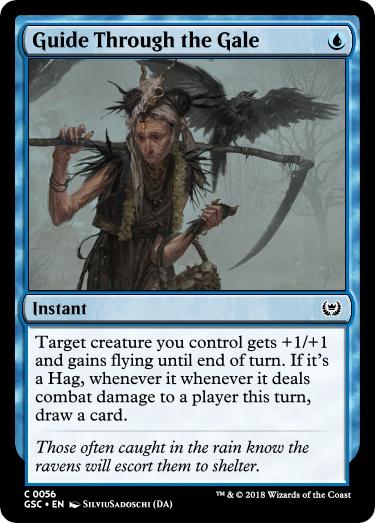 Guide Through the Gale
Instant
Target creature you control gets +1/+1
and gains flying until end of turn. If it's
a Hag, whenever it whenever it deals
combat damage to a player this turn,
draw a card.
Those often caught in the rain know the
ravens will escort them to shelter.
C 0056
GSC • EN SilviuSadoschi (DA)
™ & © 2018 Wizards of the Coast